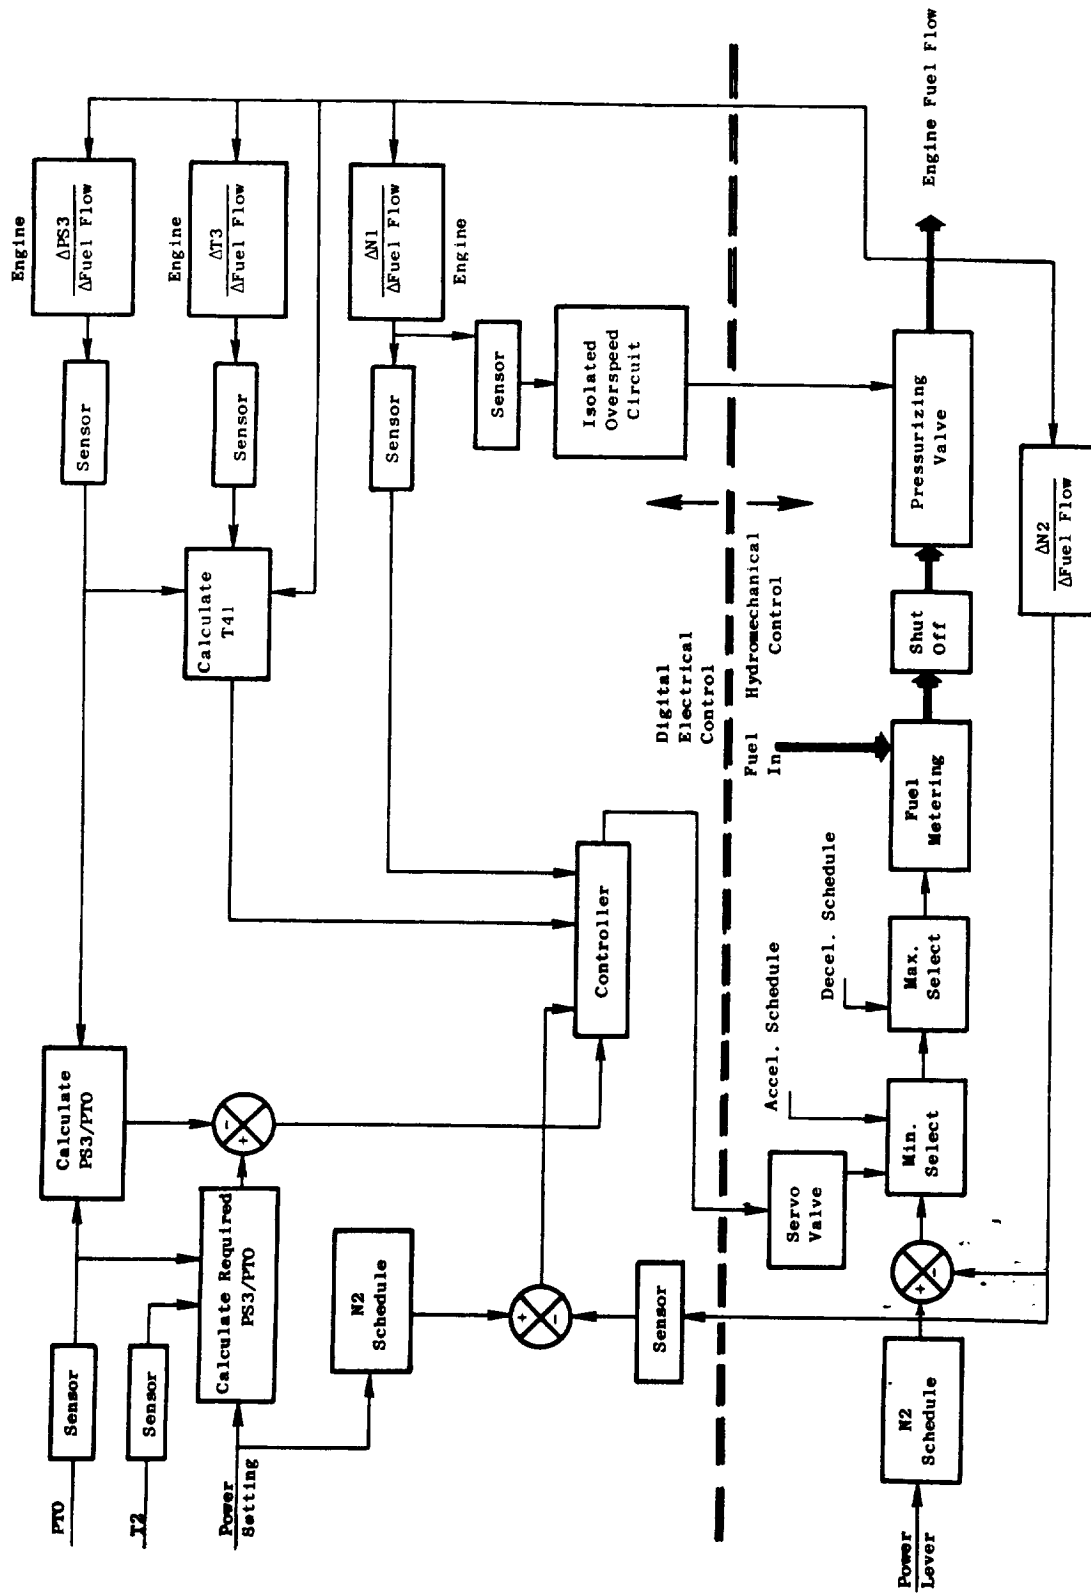 PTO
Sensor
Calculate
PS3/PTO
Sensor
Engine
ΔPS3
ΔFuel Flow
T2
Sensor
Power
Setting
Calculate Required
PS3/PTO
-
+
Calculate
T41
Sensor
Engine
ΔT3
ΔFuel Flow
N2
Schedule
+
-
Sensor
Controller
Sensor
ΔN1
ΔFuel Flow
Engine
Sensor
Isolated
Overspeed
Circuit
Digital
Electrical
Control
Hydromechanical
Control
Fuel
In
Power
Lever
N2
Schedule
+
-
Servo
Valve
Accel. Schedule
Min.
Select
Decel. Schedule
Max.
Select
Fuel
Metering
Shut
Off
Pressurizing
Valve
Engine Fuel Flow
ΔN2
ΔFuel Flow